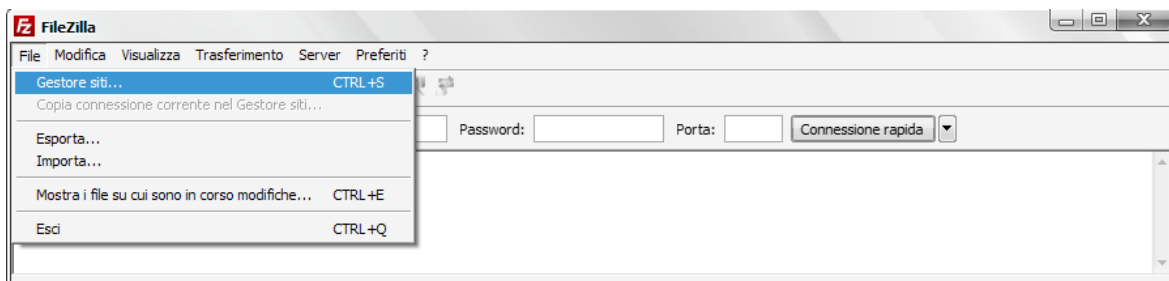 FileZilla
File Modifica Visualizza Trasferimento Server Preferiti ?
Gestore siti... CTRL+S
Copia connessione corrente nel Gestore siti...
Password: Porta: Connessione rapida
Esporta...
Importa...
Mostra i file su cui sono in corso modifiche... CTRL+E
Esci CTRL+Q